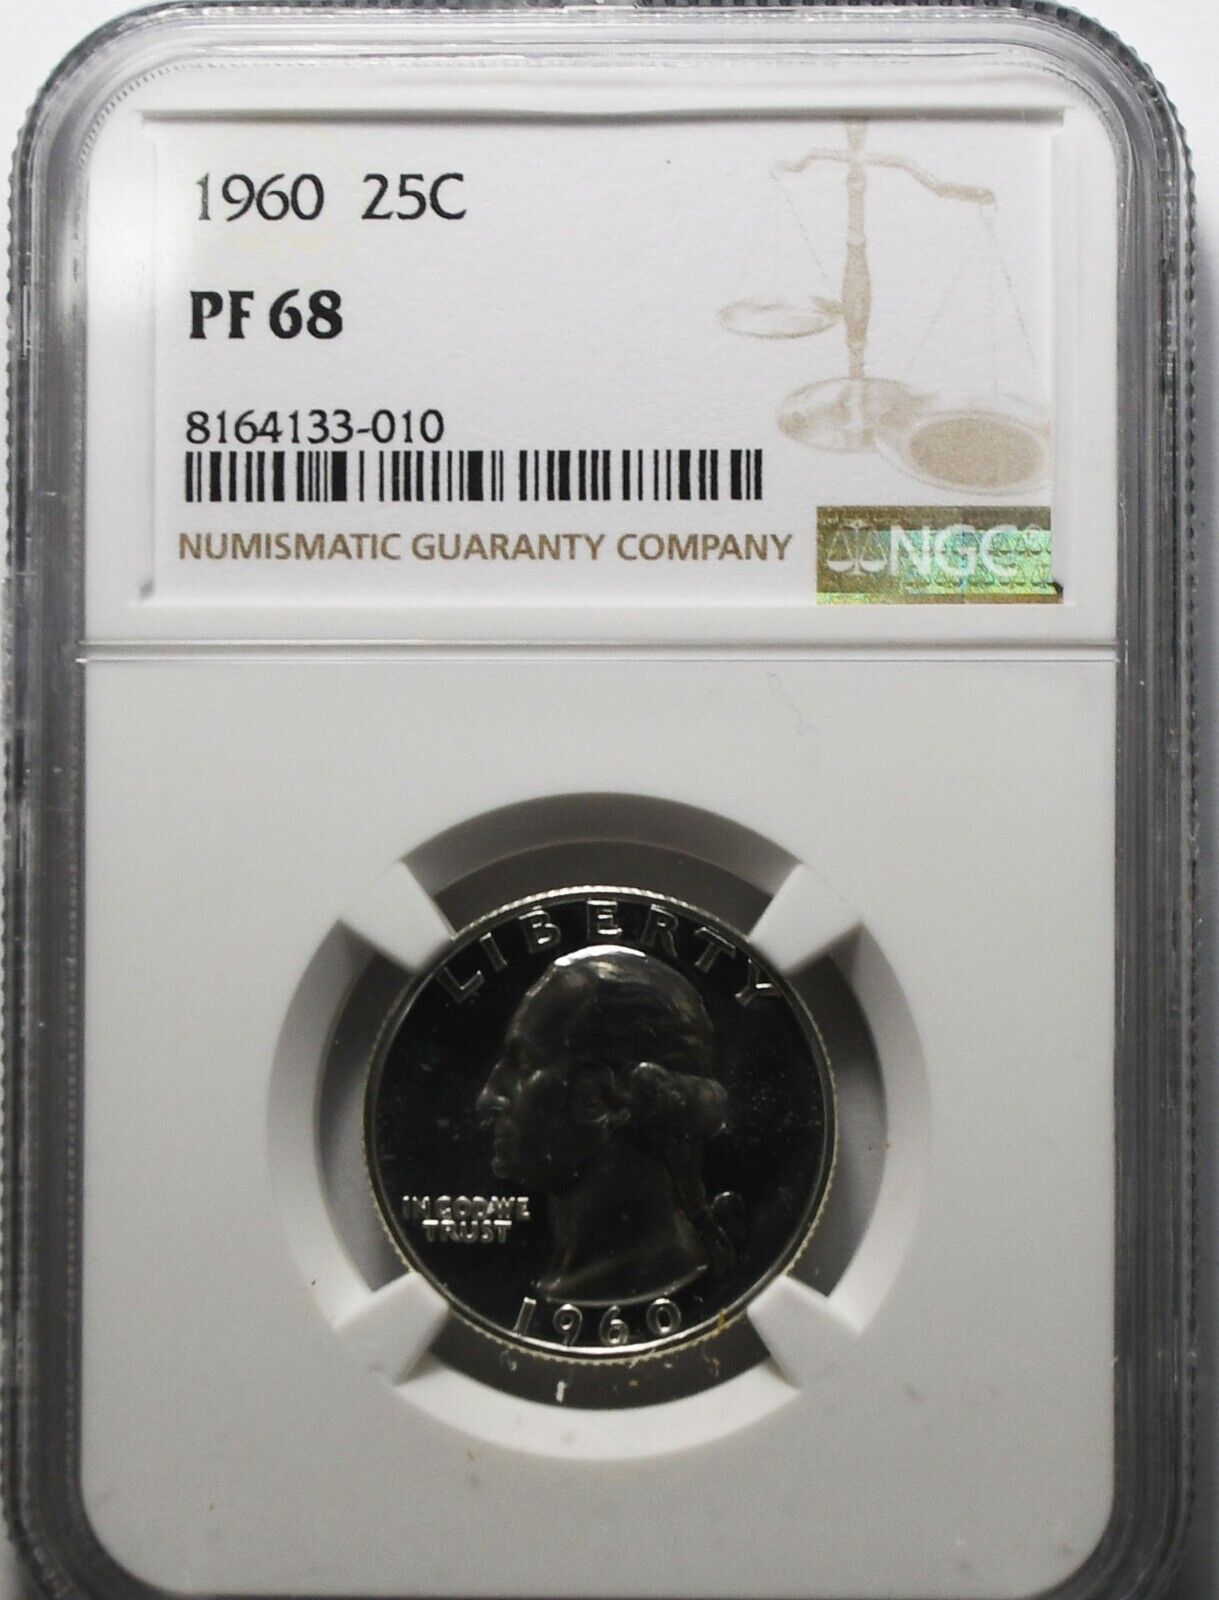 1960 25C
PF 68
8164133-010
NUMISMATIC GUARANTY COMPANY
NGC®
LIBERTY
IN GOD WE
TRUST
1960